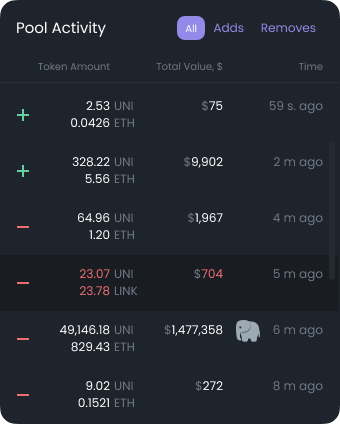 Pool Activity All Adds Removes
Token Amount Total Value, $ Time
2.53 UNI $75 59 s. ago
0.0426 ETH
328.22 UNI $9,902 2 m ago
5.56 ETH
64.96 UNI $1,967 4 m ago
1.20 ETH
23.07 UNI $704 5 m ago
23.78 LINK
49,146.18 UNI $1,477,358 6 m ago
829.43 ETH
9.02 UNI $272 8 m ago
0.1521 ETH